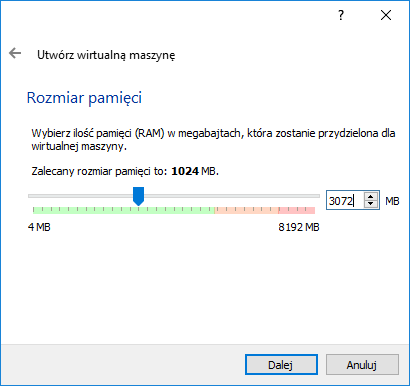 ?
Utwórz wirtualną maszynę
Rozmiar pamięci
Wybierz ilość pamięci (RAM) w megabajtach, która zostanie przydzielona dla
wirtualnej maszyny.
Zalecany rozmiar pamięci to: 1024 MB.
3072 MB
4 MB 8192 MB
Dalej Anuluj